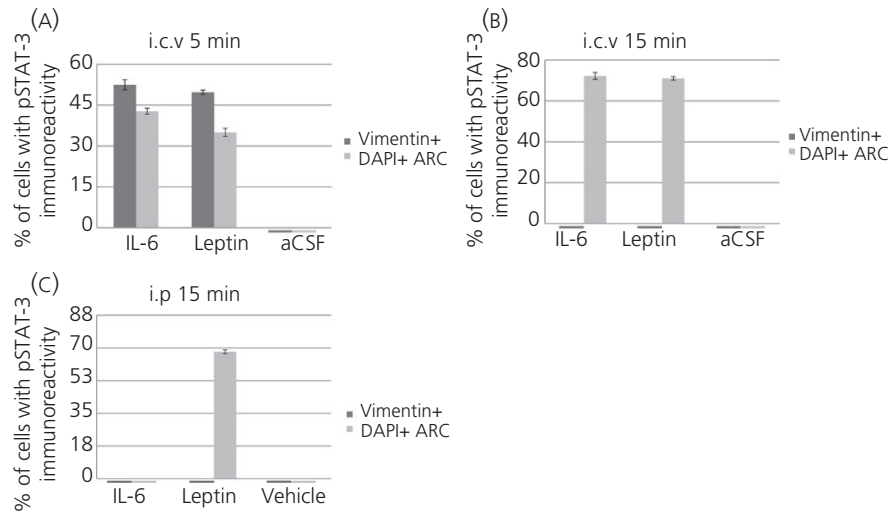 (A)
i.c.v 5 min
% of cells with pSTAT-3
immunoreactivity
60
45
30
15
0
IL-6 Leptin aCSF
Vimentin+
DAPI+ ARC
(B)
i.c.v 15 min
% of cells with pSTAT-3
immunoreactivity
80
60
40
20
0
IL-6 Leptin aCSF
Vimentin+
DAPI+ ARC
(C)
i.p 15 min
% of cells with pSTAT-3
immunoreactivity
88
70
53
35
18
0
IL-6 Leptin Vehicle
Vimentin+
DAPI+ ARC